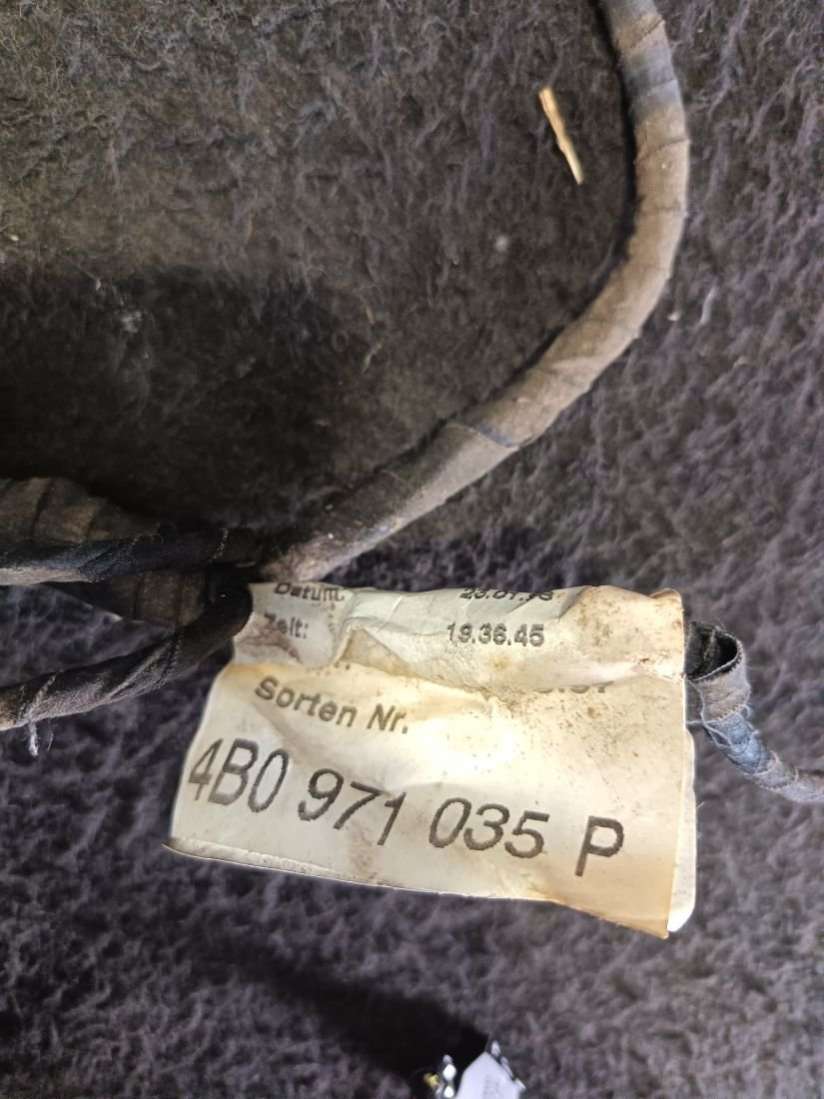 Datum:
Zeit: 19.36.45
Sorten Nr.
4B0 971 035 P